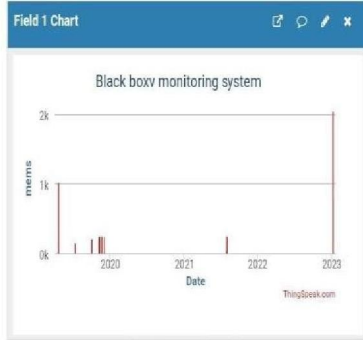 Field 1 Chart
Black boxv monitoring system
2k
1k
0k
mems
2020 2021 2022 2023
Date
ThingSpeak.com